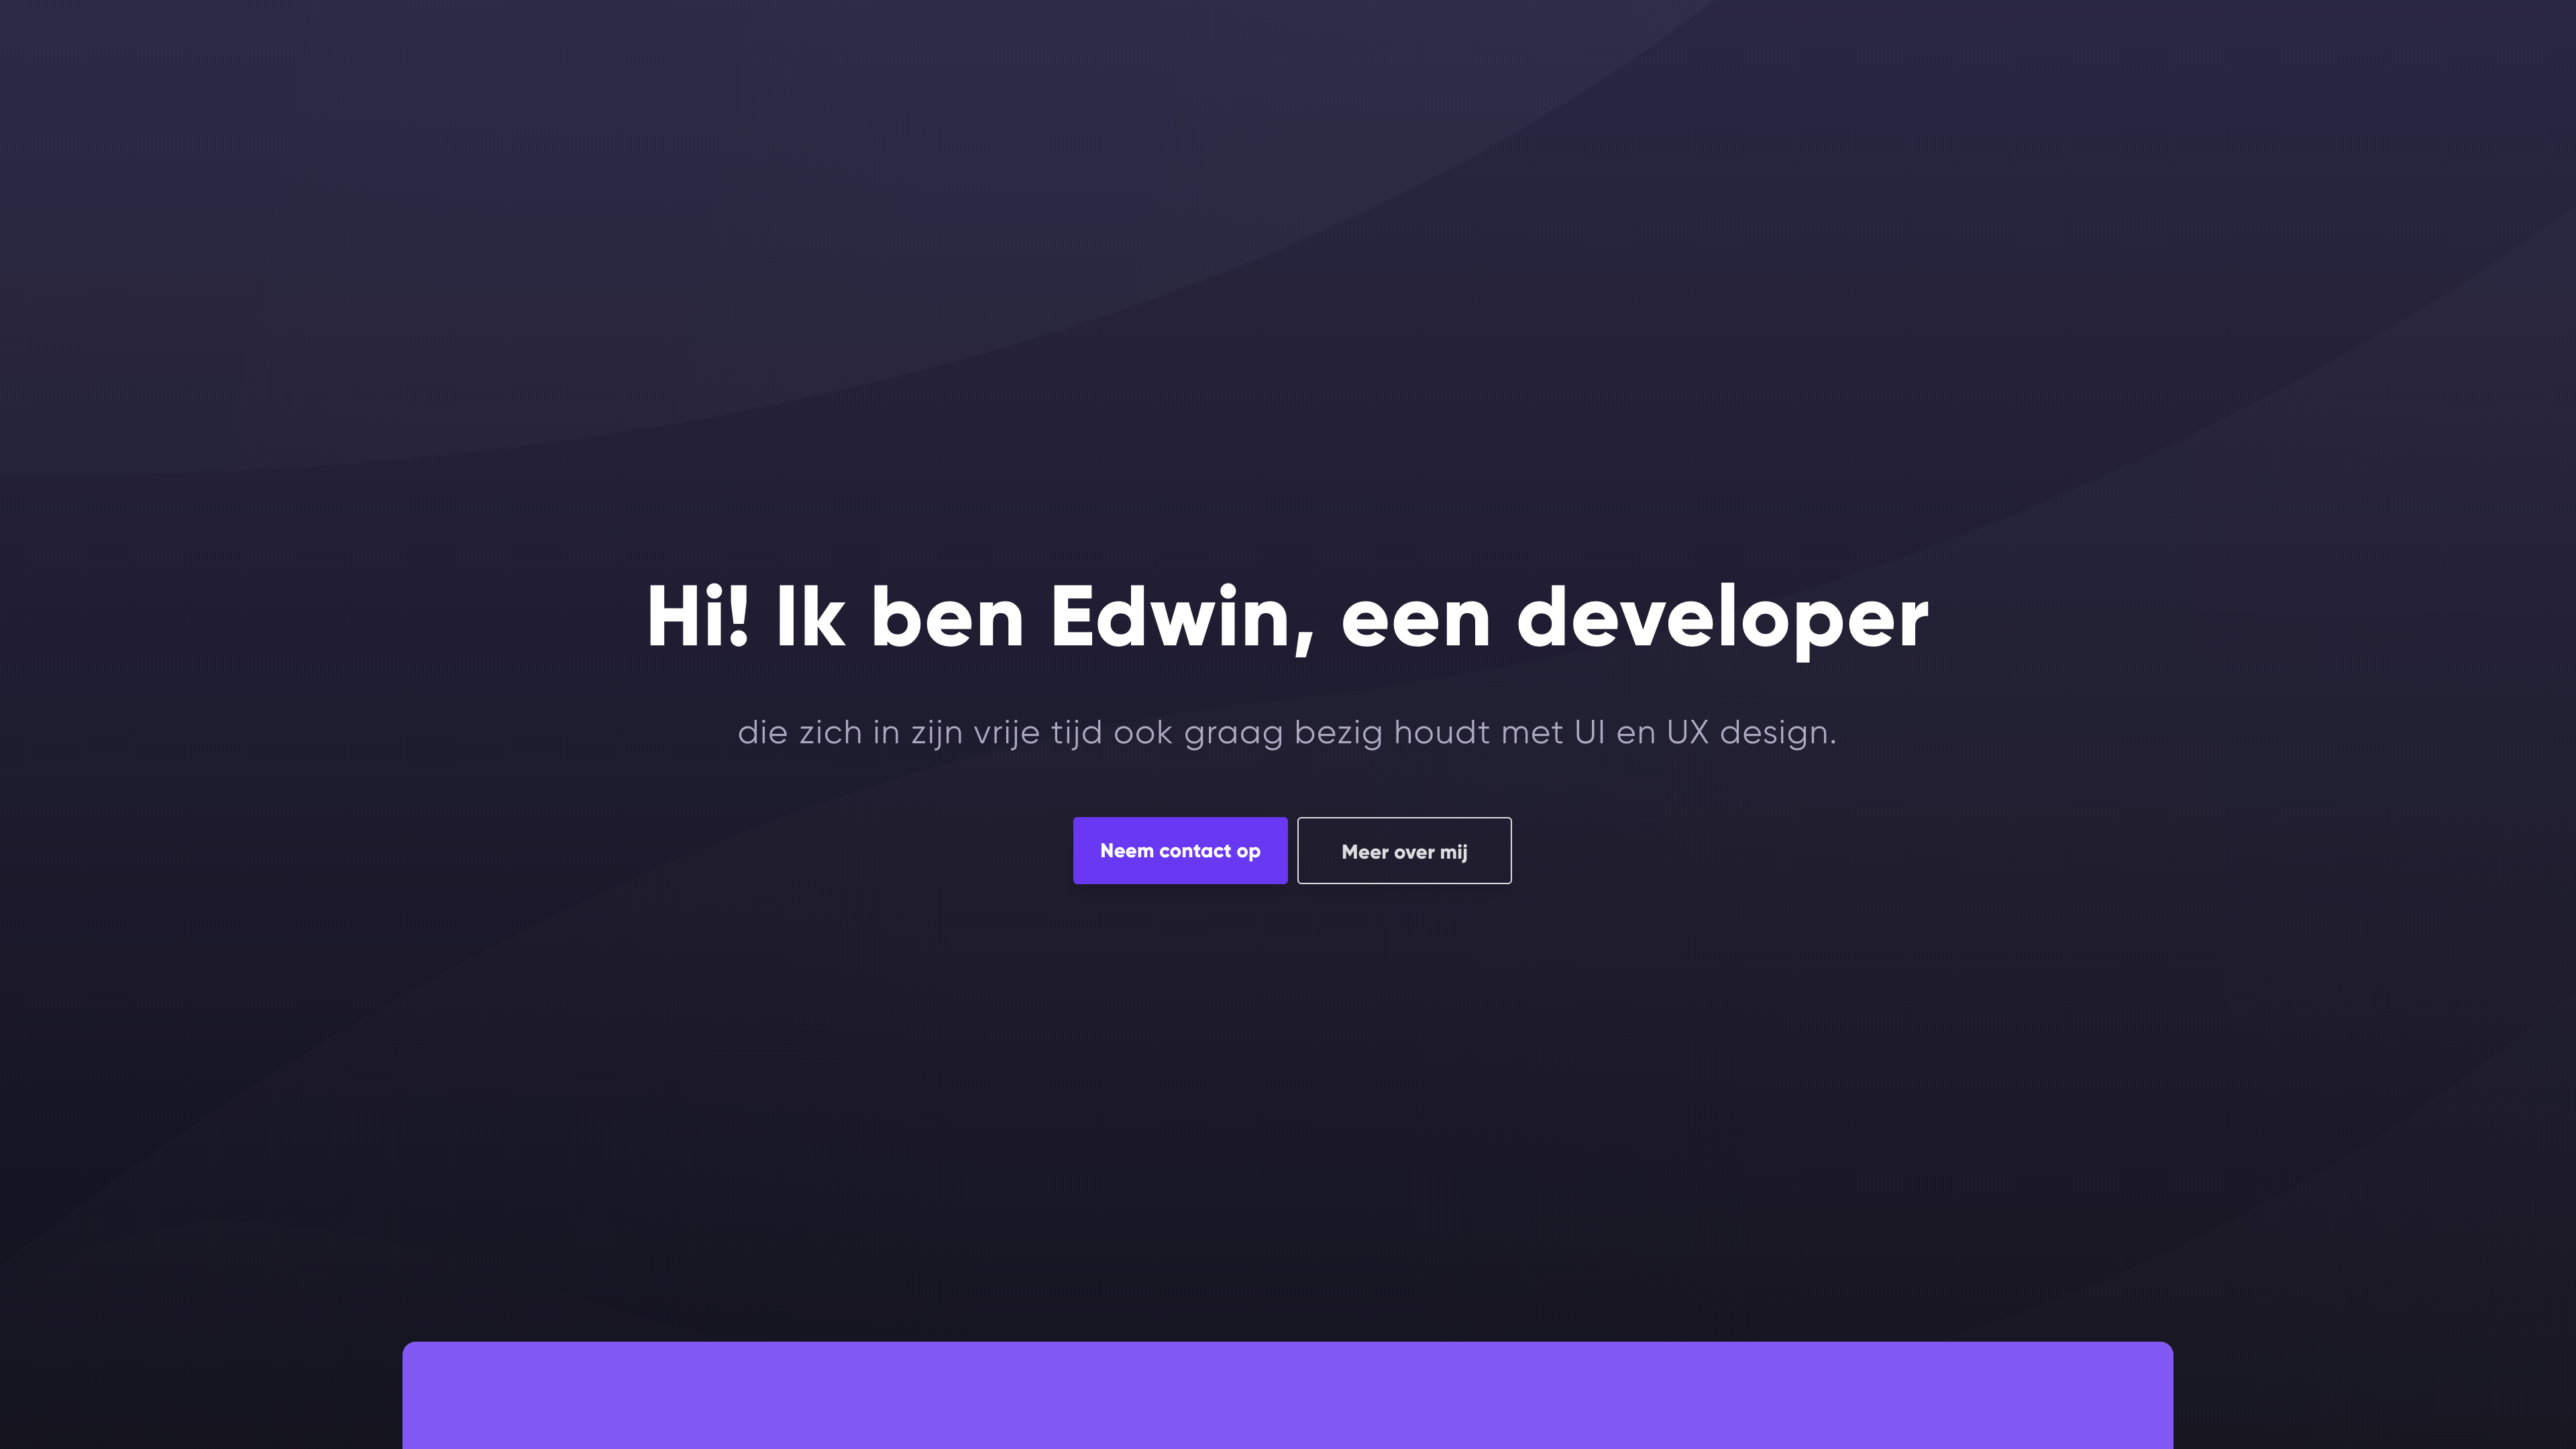 Hi! Ik ben Edwin, een developer
die zich in zijn vrije tijd ook graag bezig houdt met UI en UX design.
Neem contact op
Meer over mij